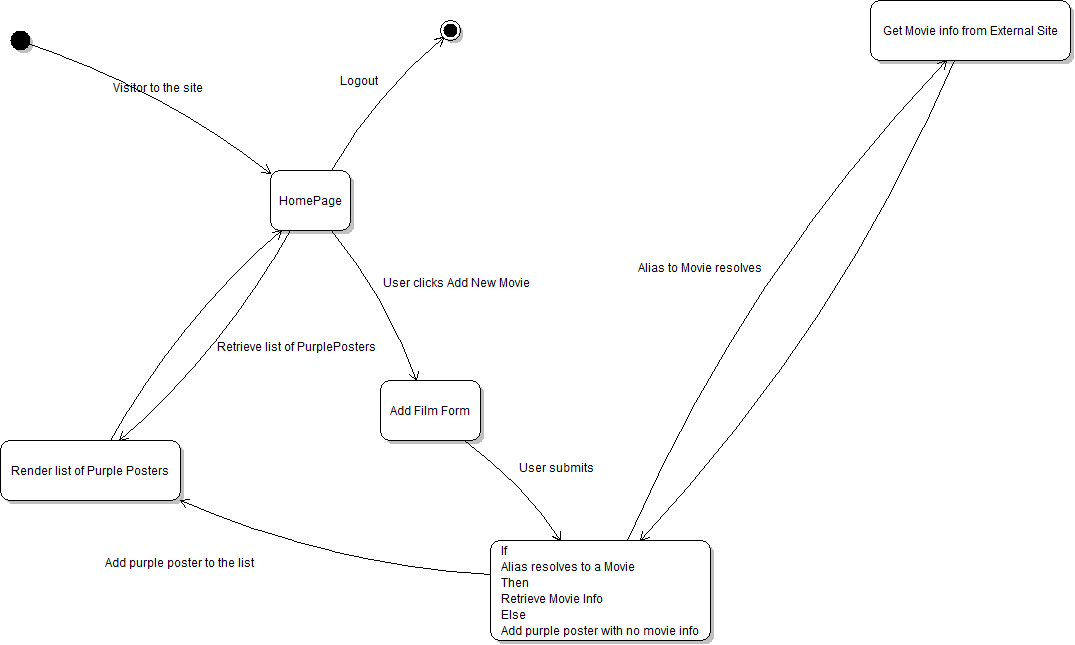 Get Movie info from External Site
Logout
Visitor to the site
HomePage
Alias to Movie resolves
User clicks Add New Movie
Retrieve list of PurplePosters
Add Film Form
Render list of Purple Posters
User submits
Add purple poster to the list
If
Alias resolves to a Movie
Then
Retrieve Movie Info
Else
Add purple poster with no movie info